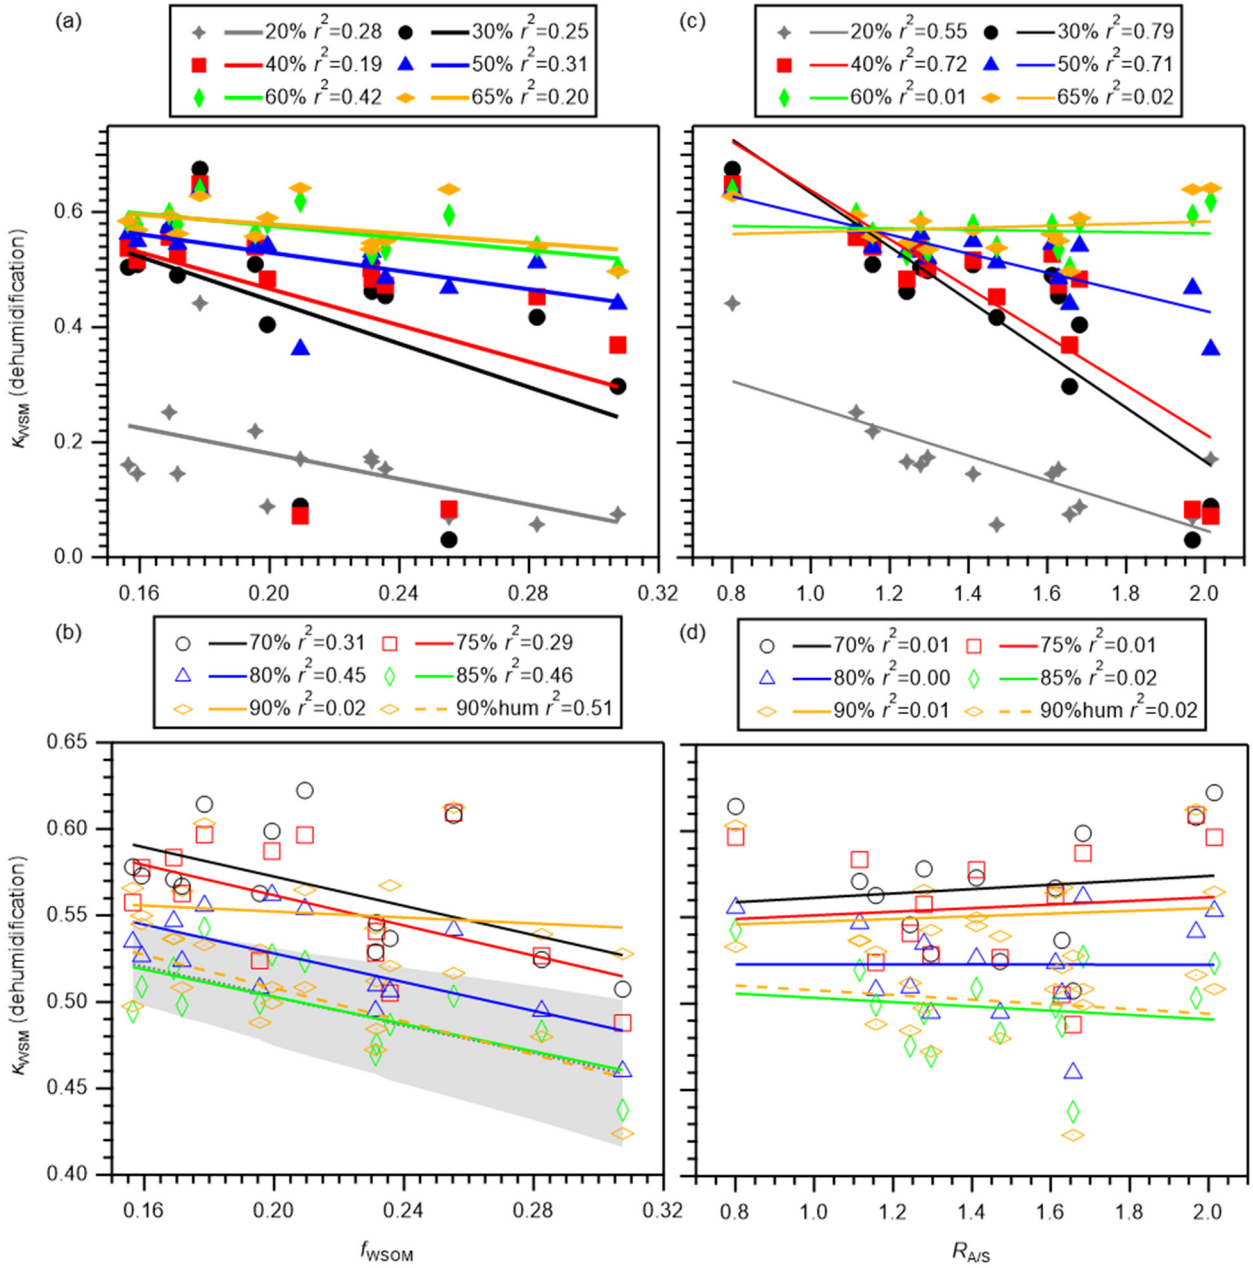 (a)
20% r²=0.28 30% r²=0.25
40% r²=0.19 50% r²=0.31
60% r²=0.42 65% r²=0.20
(c)
20% r²=0.55 30% r²=0.79
40% r²=0.72 50% r²=0.71
60% r²=0.01 65% r²=0.02
κWSM (dehumidification)
0.6
0.4
0.2
0.0
0.16 0.20 0.24 0.28 0.32
0.8 1.0 1.2 1.4 1.6 1.8 2.0
(b)
70% r²=0.31 75% r²=0.29
80% r²=0.45 85% r²=0.46
90% r²=0.02 90%hum r²=0.51
(d)
70% r²=0.01 75% r²=0.01
80% r²=0.00 85% r²=0.02
90% r²=0.01 90%hum r²=0.02
κWSM (dehumidification)
0.65
0.60
0.55
0.50
0.45
0.40
0.16 0.20 0.24 0.28 0.32
0.8 1.0 1.2 1.4 1.6 1.8 2.0
fWSOM
RA/S